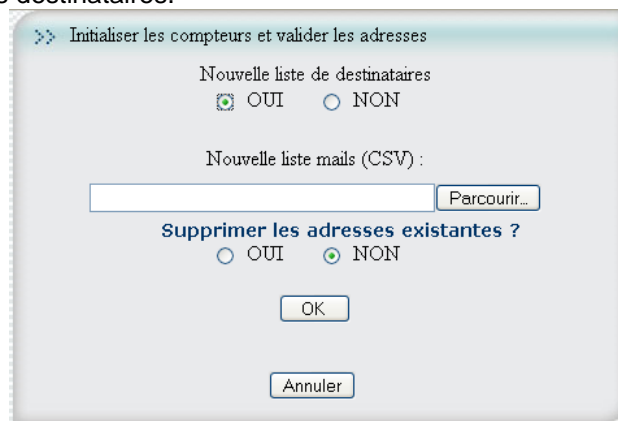 destinataires.
>> Initialiser les compteurs et valider les adresses
Nouvelle liste de destinataires
OUI NON
Nouvelle liste mails (CSV) :
Parcourir...
Supprimer les adresses existantes ?
OUI NON
OK
Annuler